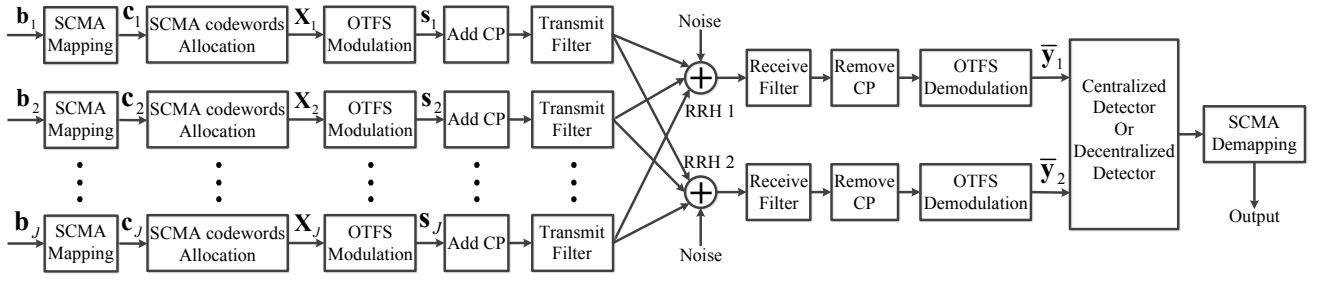 b1
SCMA
Mapping
c1
SCMA codewords
Allocation
X1
OTFS
Modulation
s1
Add CP
Transmit
Filter
b2
SCMA
Mapping
c2
SCMA codewords
Allocation
X2
OTFS
Modulation
s2
Add CP
Transmit
Filter
bJ
SCMA
Mapping
cJ
SCMA codewords
Allocation
XJ
OTFS
Modulation
sJ
Add CP
Transmit
Filter
Noise
RRH 1
Receive
Filter
Remove
CP
OTFS
Demodulation
ȳ1
RRH 2
Noise
Receive
Filter
Remove
CP
OTFS
Demodulation
ȳ2
Centralized
Detector
Or
Decentralized
Detector
SCMA
Demapping
Output